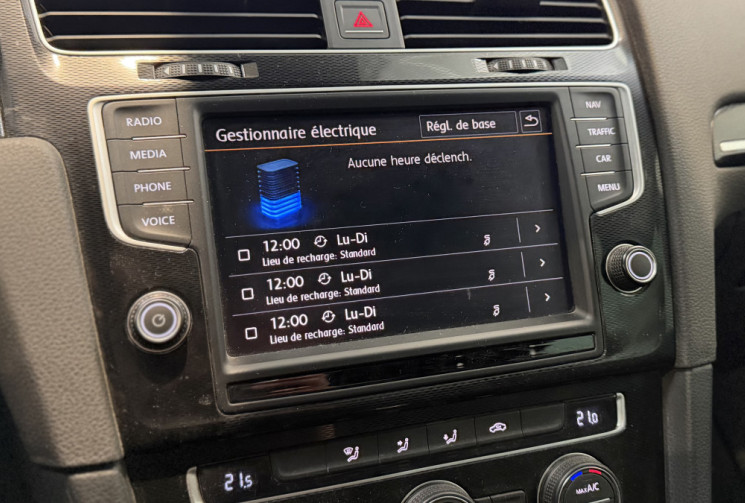 RADIO
MEDIA
PHONE
VOICE
Gestionnaire électrique
Régl. de base
Aucune heure déclench.
12:00 Lu-Di
Lieu de recharge: Standard
12:00 Lu-Di
Lieu de recharge: Standard
12:00 Lu-Di
Lieu de recharge: Standard
NAV
TRAFFIC
CAR
MENU
21.5
21.0
MAX A/C